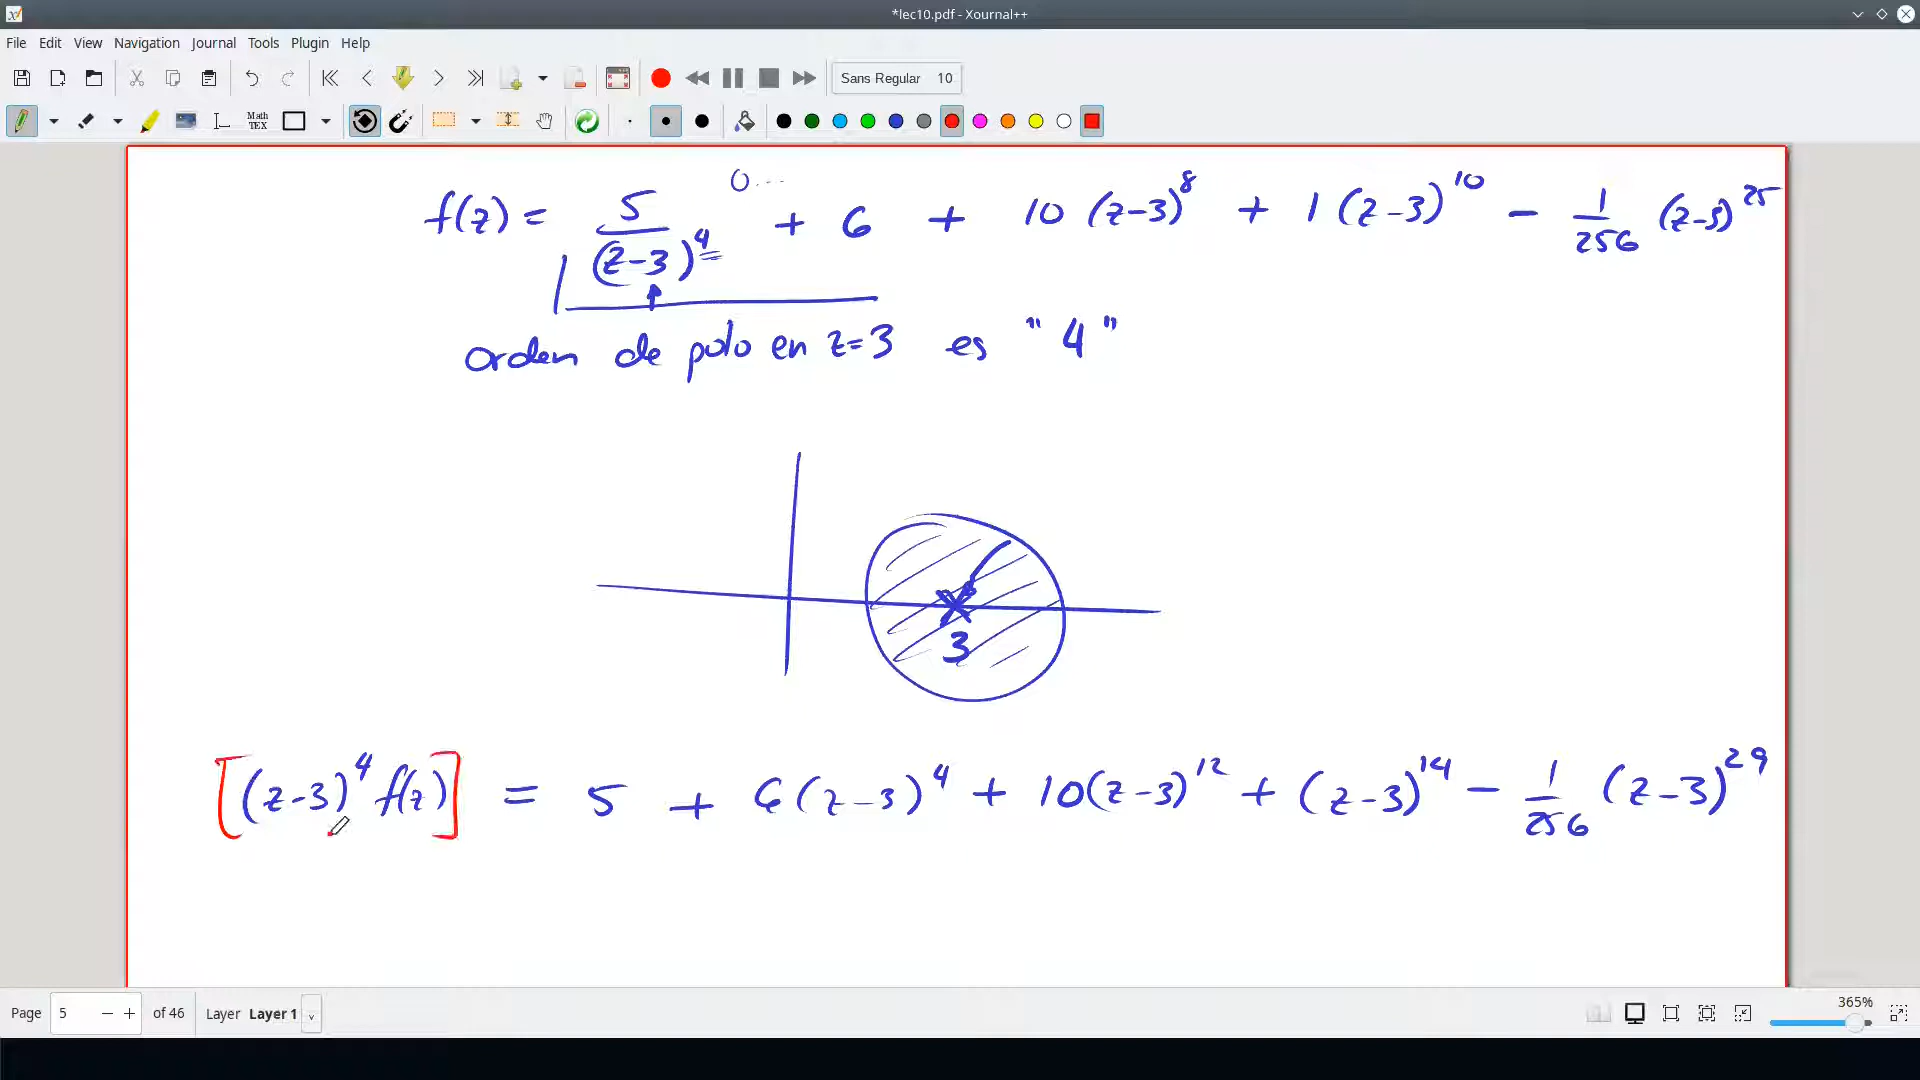 *lec10.pdf - Xournal++
File Edit View Navigation Journal Tools Plugin Help
Sans Regular 10
Math TEX
0...
f(z) = 5/(z-3)^4 + 6 + 10 (z-3)^8 + 1 (z-3)^10 - 1/256 (z-3)^25
orden de polo en z=3 es "4"
3
[(z-3)^4 f(z)] = 5 + 6(z-3)^4 + 10(z-3)^12 + (z-3)^14 - 1/256 (z-3)^29
Page 5 of 46 Layer Layer 1 365%